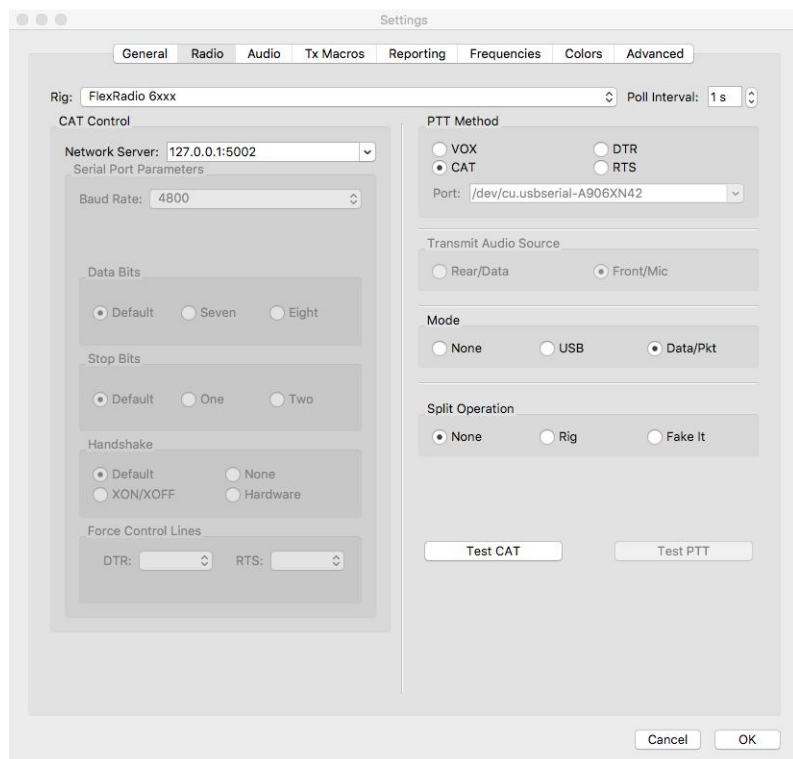 Settings
General Radio Audio Tx Macros Reporting Frequencies Colors Advanced
Rig: FlexRadio 6xxx Poll Interval: 1 s
CAT Control
Network Server: 127.0.0.1:5002
Serial Port Parameters
Baud Rate: 4800
Data Bits
Default Seven Eight
Stop Bits
Default One Two
Handshake
Default None
XON/XOFF Hardware
Force Control Lines
DTR: RTS:
PTT Method
VOX DTR
CAT RTS
Port: /dev/cu.usbserial-A906XN42
Transmit Audio Source
Rear/Data Front/Mic
Mode
None USB Data/Pkt
Split Operation
None Rig Fake It
Test CAT Test PTT
Cancel OK